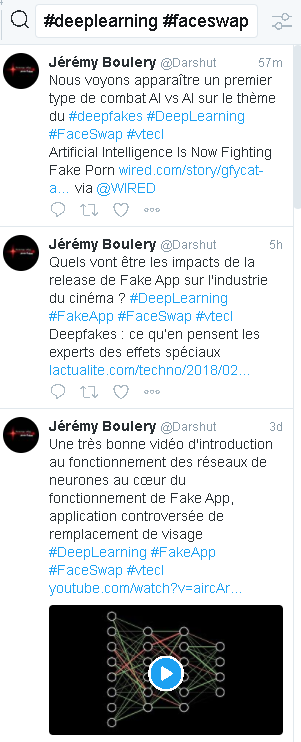 #deeplearning #faceswap
Jérémy Boulery @Darshut 57m
Nous voyons apparaître un premier
type de combat AI vs AI sur le thème
du #deepfakes #DeepLearning
#FaceSwap #vtecl
Artificial Intelligence Is Now Fighting
Fake Porn wired.com/story/gfycat-
a... via @WIRED
Jérémy Boulery @Darshut 5h
Quels vont être les impacts de la
release de Fake App sur l'industrie
du cinéma ? #DeepLearning
#FakeApp #FaceSwap #vtecl
Deepfakes : ce qu'en pensent les
experts des effets spéciaux
lactualite.com/techno/2018/02...
Jérémy Boulery @Darshut 3d
Une très bonne vidéo d'introduction
au fonctionnement des réseaux de
neurones au cœur du
fonctionnement de Fake App,
application controversée de
remplacement de visage
#DeepLearning #FakeApp
#FaceSwap #vtecl
youtube.com/watch?v=aircAr...